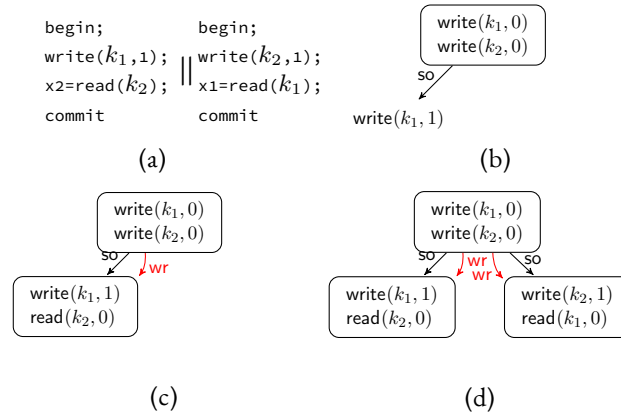 begin;
write(k₁,1);
x2=read(k₂);
commit
||
begin;
write(k₂,1);
x1=read(k₁);
commit
(a)
write(k₁, 0)
write(k₂, 0)
so
write(k₁, 1)
(b)
write(k₁, 0)
write(k₂, 0)
so
wr
write(k₁, 1)
read(k₂, 0)
(c)
write(k₁, 0)
write(k₂, 0)
so
wr
wr
so
write(k₁, 1)
read(k₂, 0)
write(k₂, 1)
read(k₁, 0)
(d)